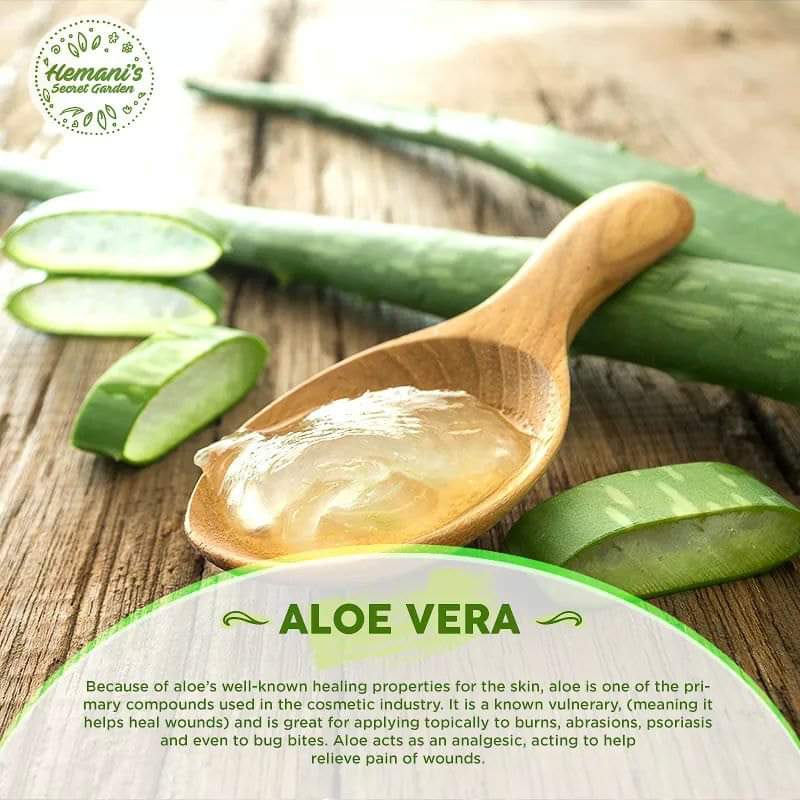 Hemani's
Secret Garden
ALOE VERA
Because of aloe's well-known healing properties for the skin, aloe is one of the pri-
mary compounds used in the cosmetic industry. It is a known vulnerary, (meaning it
helps heal wounds) and is great for applying topically to burns, abrasions, psoriasis
and even to bug bites. Aloe acts as an analgesic, acting to help
relieve pain of wounds.